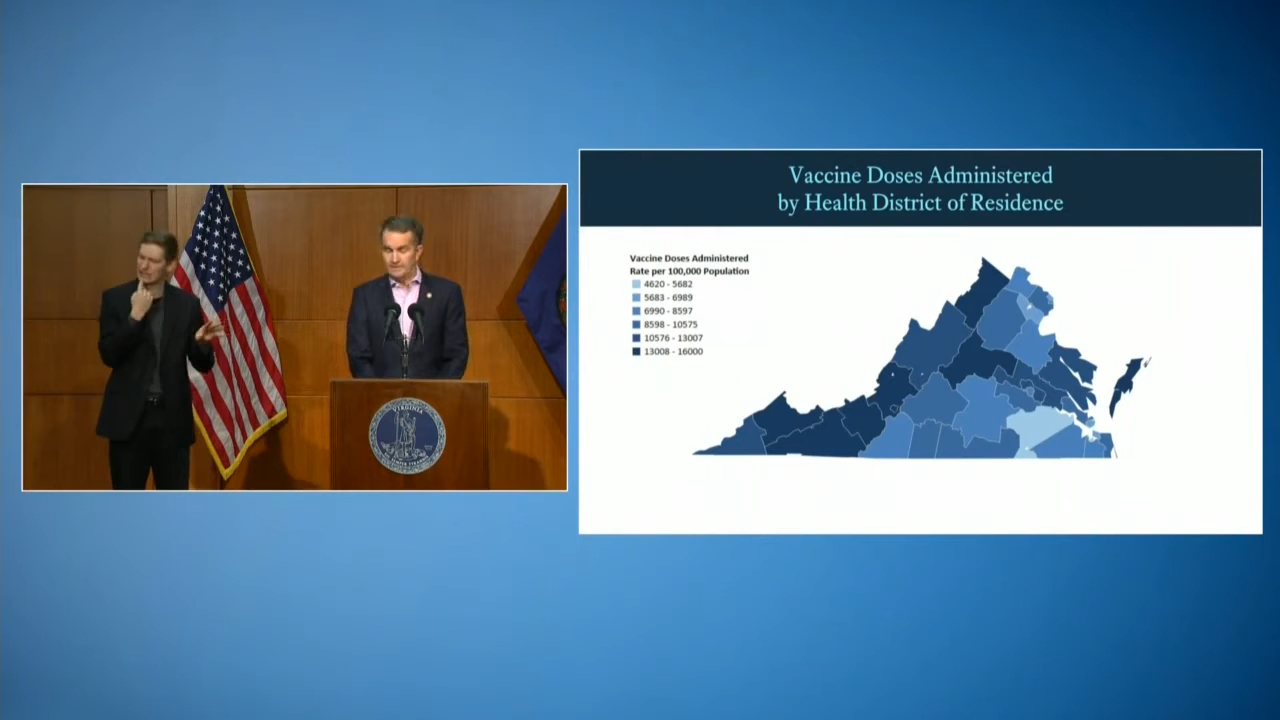 VIRGINIA
Vaccine Doses Administered
by Health District of Residence
Vaccine Doses Administered
Rate per 100,000 Population
4620 - 5682
5683 - 6989
6990 - 8597
8598 - 10575
10576 - 13007
13008 - 16000